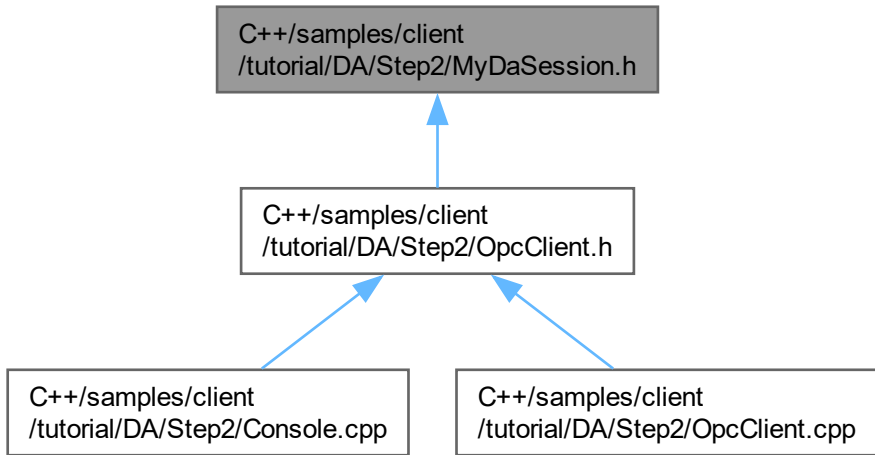 C++/samples/client
/tutorial/DA/Step2/MyDaSession.h
C++/samples/client
/tutorial/DA/Step2/OpcClient.h
C++/samples/client
/tutorial/DA/Step2/Console.cpp
C++/samples/client
/tutorial/DA/Step2/OpcClient.cpp